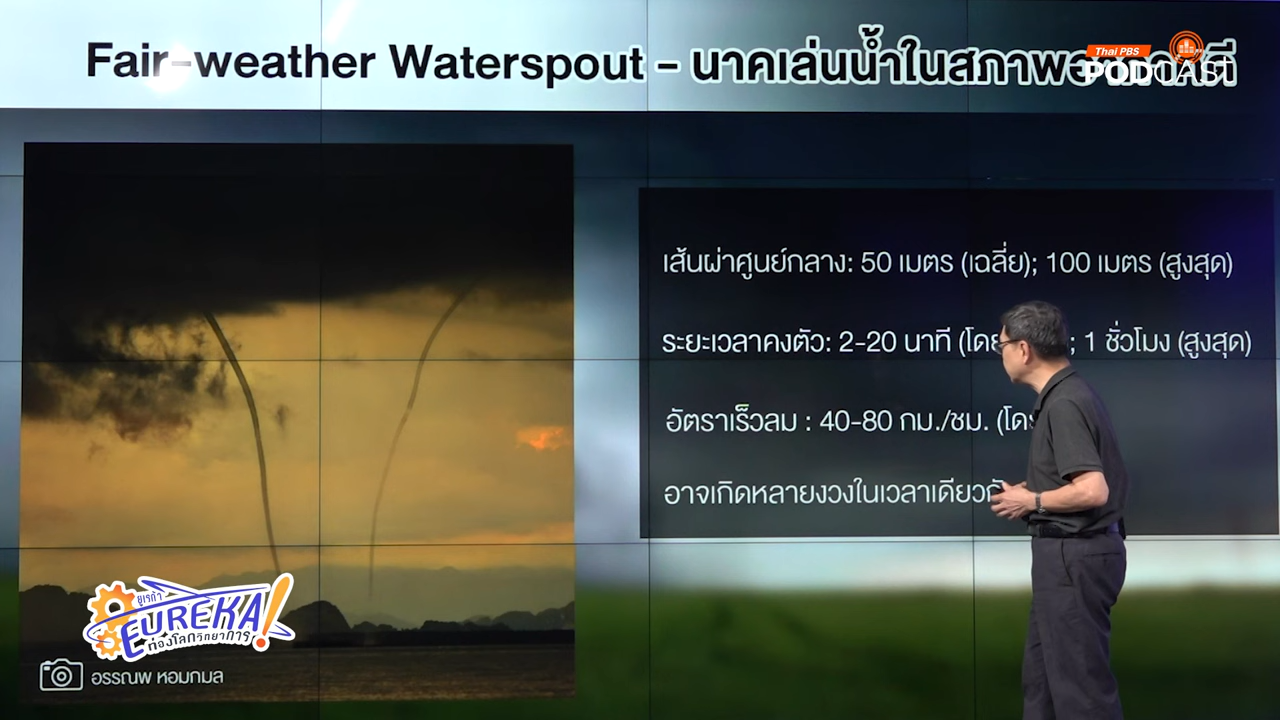 Fair-weather Waterspout - นาคเล่นน้ำในสภาพอากาศดี
Thai PBS
PODCAST
เส้นผ่าศูนย์กลาง: 50 เมตร (เฉลี่ย); 100 เมตร (สูงสุด)
ระยะเวลาคงตัว: 2-20 นาที ; 1 ชั่วโมง (สูงสุด)
อัตราเร็วลม : 40-80 กม./ชม.
อาจเกิดหลายงวงในเวลาเดียวกัน
ยูเรก้า
EUREKA!
ท่องโลกวิทยาการ
อรรณพ หอมกมล